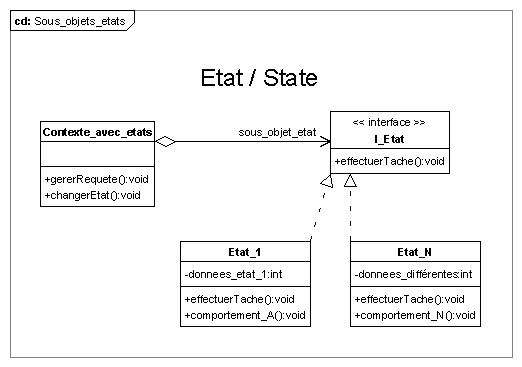 cd: Sous_objets_etats
Etat / State
Contexte_avec_etats
+gererRequete():void
+changerEtat():void
sous_objet_etat
<< interface >>
I_Etat
+effectuerTache():void
Etat_1
-donnees_etat_1:int
+effectuerTache():void
+comportement_A():void
Etat_N
-donnees_différentes:int
+effectuerTache():void
+comportement_N():void